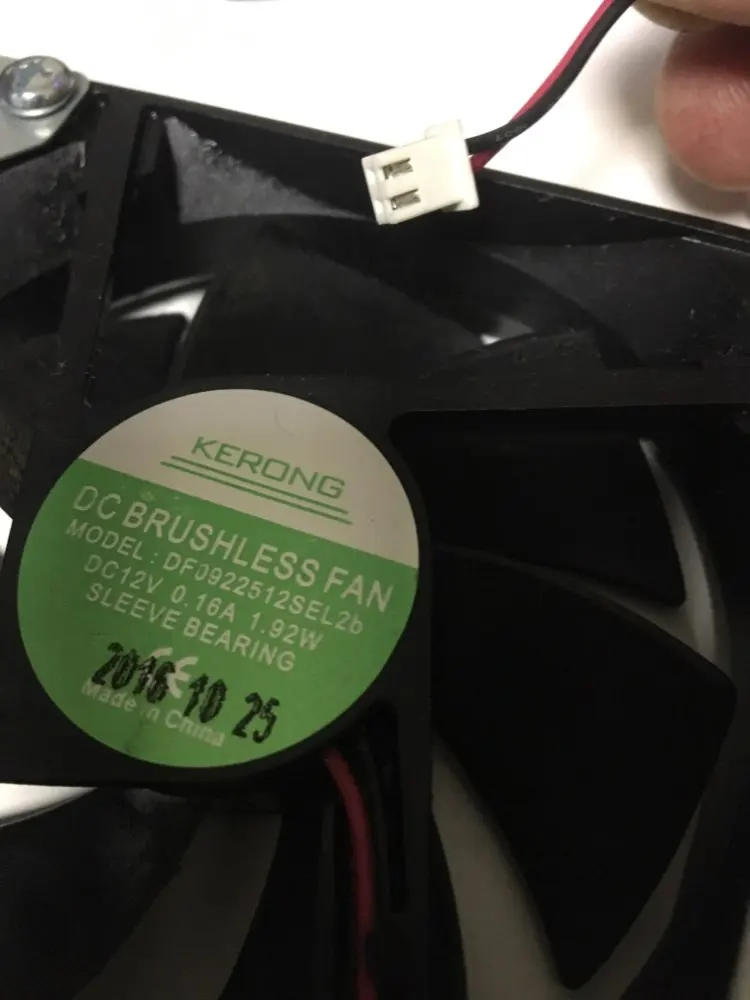 KERONG
DC BRUSHLESS FAN
MODEL : DF0922512SEL2b
DC12V 0.16A 1.92W
SLEEVE BEARING
CE
2016 10 25
Made in China